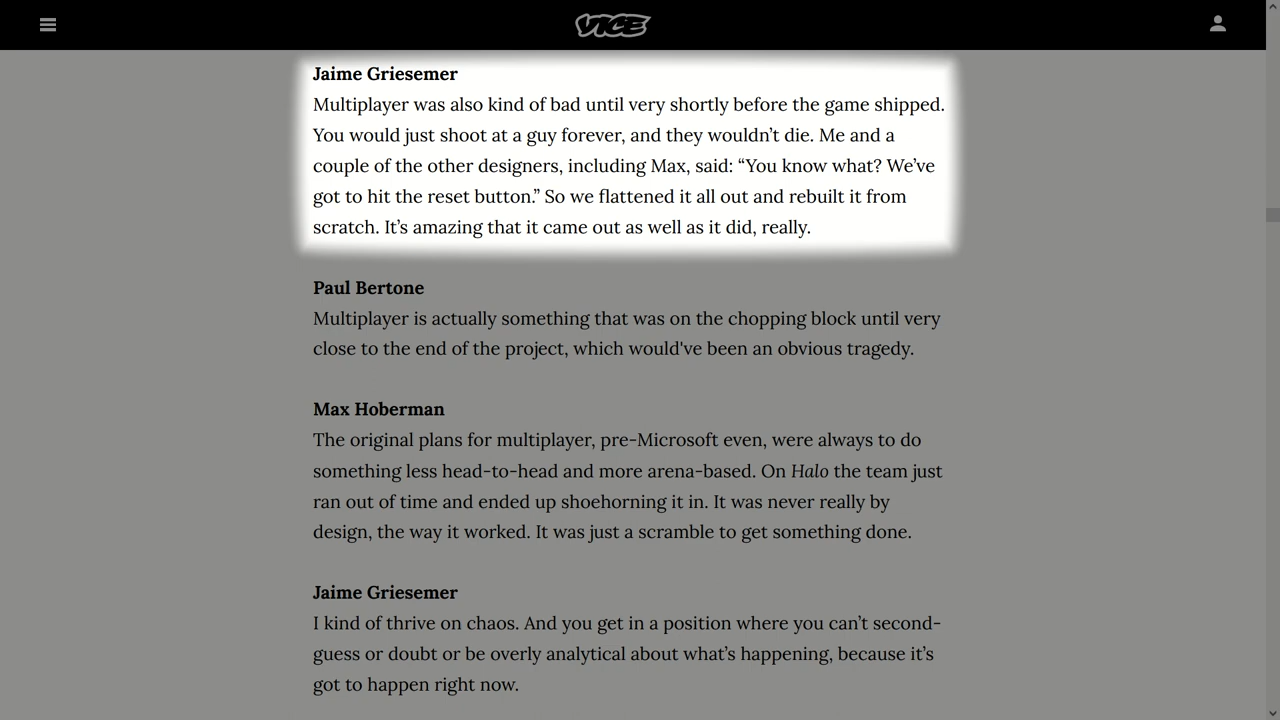 VICE
Jaime Griesemer
Multiplayer was also kind of bad until very shortly before the game shipped.
You would just shoot at a guy forever, and they wouldn’t die. Me and a
couple of the other designers, including Max, said: “You know what? We’ve
got to hit the reset button.” So we flattened it all out and rebuilt it from
scratch. It’s amazing that it came out as well as it did, really.
Paul Bertone
Multiplayer is actually something that was on the chopping block until very
close to the end of the project, which would've been an obvious tragedy.
Max Hoberman
The original plans for multiplayer, pre-Microsoft even, were always to do
something less head-to-head and more arena-based. On Halo the team just
ran out of time and ended up shoehorning it in. It was never really by
design, the way it worked. It was just a scramble to get something done.
Jaime Griesemer
I kind of thrive on chaos. And you get in a position where you can’t second-
guess or doubt or be overly analytical about what’s happening, because it’s
got to happen right now.